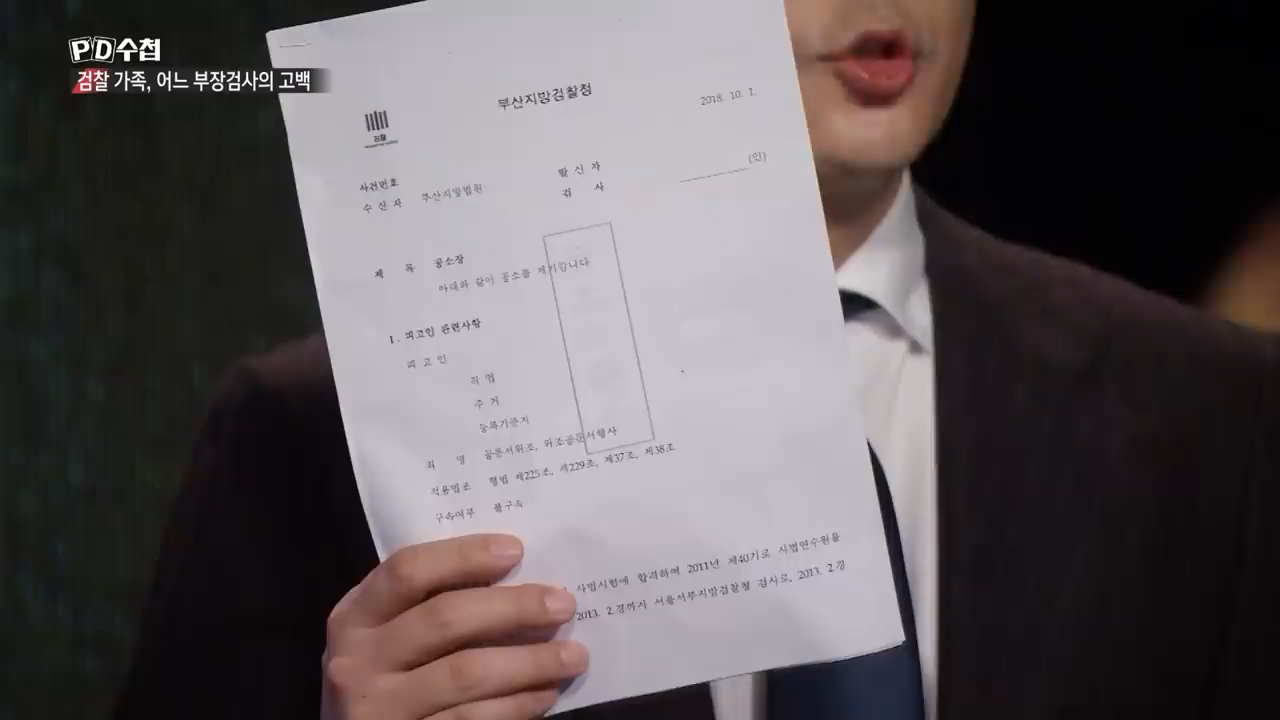 PD수첩
검찰 가족, 어느 부장검사의 고백
부산지방검찰청
2018. 10. 1.
검찰
사건번호
발 신 자
수 신 자 부산지방법원
검 사
(인)
제 목 공소장
아래와 같이 공소를 제기합니다
1. 피고인 관련사항
피 고 인
직 업
주 거
등록기준지
죄 명 공문서위조, 위조공문서행사
적용법조 형법 제225조, 제229조, 제37조, 제38조
구속여부 불구속
사법시험에 합격하여 2011년 제40기로 사법연수원을
2013. 2.경까지 서울서부지방검찰청 검사로, 2013. 2.경